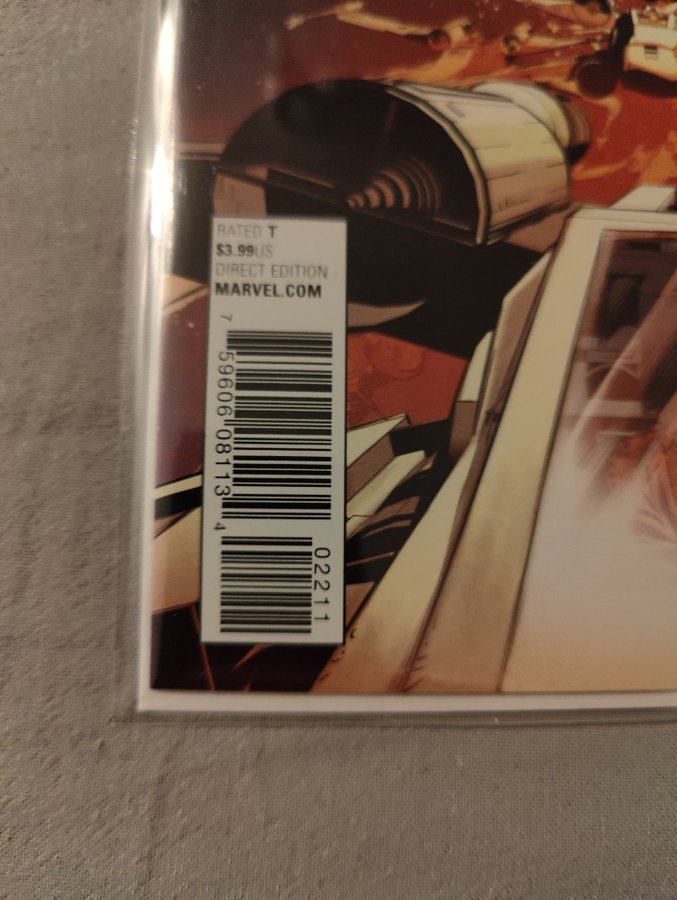 RATED T
$3.99US
DIRECT EDITION
MARVEL.COM
7 59606 08113 4
02211